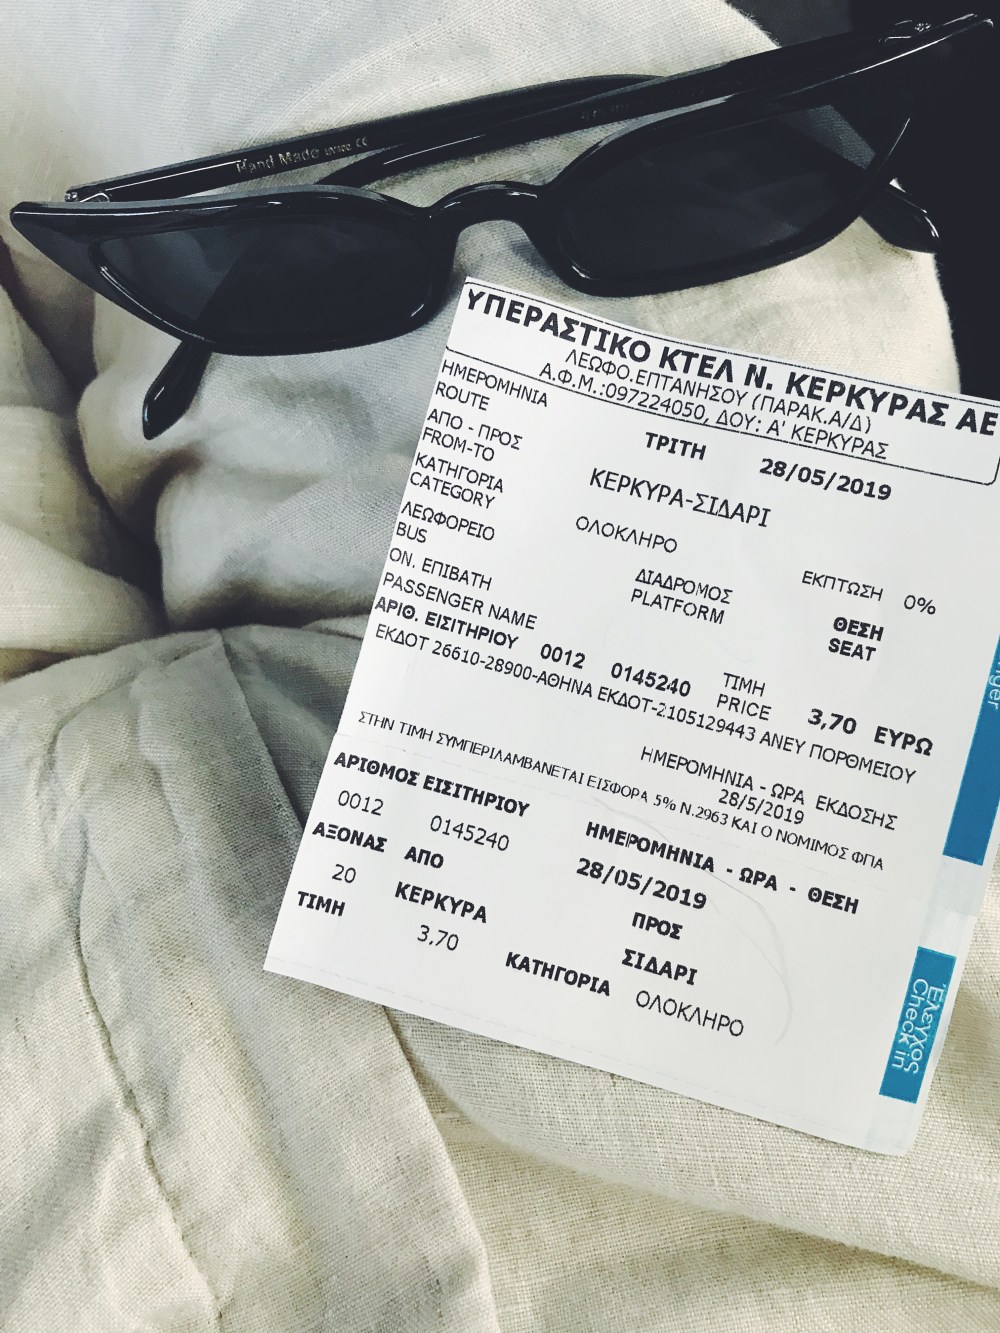 Hand Made CE
ΥΠΕΡΑΣΤΙΚΟ ΚΤΕΛ Ν. ΚΕΡΚΥΡΑΣ ΑΕ
ΛΕΩΦΟ.ΕΠΤΑΝΗΣΟΥ (ΠΑΡΑΚ.Α/Δ)
Α.Φ.Μ.:097224050, ΔΟΥ: Α' ΚΕΡΚΥΡΑΣ
ΗΜΕΡΟΜΗΝΙΑ ΤΡΙΤΗ 28/05/2019
ROUTE
ΑΠΟ - ΠΡΟΣ ΚΕΡΚΥΡΑ-ΣΙΔΑΡΙ
FROM-TO
ΚΑΤΗΓΟΡΙΑ ΟΛΟΚΛΗΡΟ ΕΚΠΤΩΣΗ 0%
CATEGORY
ΛΕΩΦΟΡΕΙΟ ΔΙΑΔΡΟΜΟΣ ΘΕΣΗ
BUS PLATFORM SEAT
ΟΝ. ΕΠΙΒΑΤΗ
PASSENGER NAME
ΤΙΜΗ
ΑΡΙΘ. ΕΙΣΙΤΗΡΙΟΥ 0012 0145240 PRICE 3,70 ΕΥΡΩ
ΕΚΔΟΤ 26610-28900-ΑΘΗΝΑ ΕΚΔΟΤ-2105129443 ΑΝΕΥ ΠΟΡΘΜΕΙΟΥ
ΗΜΕΡΟΜΗΝΙΑ - ΩΡΑ ΕΚΔΟΣΗΣ
28/5/2019
ΣΤΗΝ ΤΙΜΗ ΣΥΜΠΕΡΙΛΑΜΒΑΝΕΤΑΙ ΕΙΣΦΟΡΑ 5% Ν.2963 ΚΑΙ Ο ΝΟΜΙΜΟΣ ΦΠΑ
ΑΡΙΘΜΟΣ ΕΙΣΙΤΗΡΙΟΥ ΗΜΕΡΟΜΗΝΙΑ - ΩΡΑ - ΘΕΣΗ
0012 0145240 28/05/2019
ΑΞΟΝΑΣ ΑΠΟ ΠΡΟΣ
20 ΚΕΡΚΥΡΑ ΣΙΔΑΡΙ
ΤΙΜΗ 3,70 ΚΑΤΗΓΟΡΙΑ ΟΛΟΚΛΗΡΟ
Έλεγχος
Check in